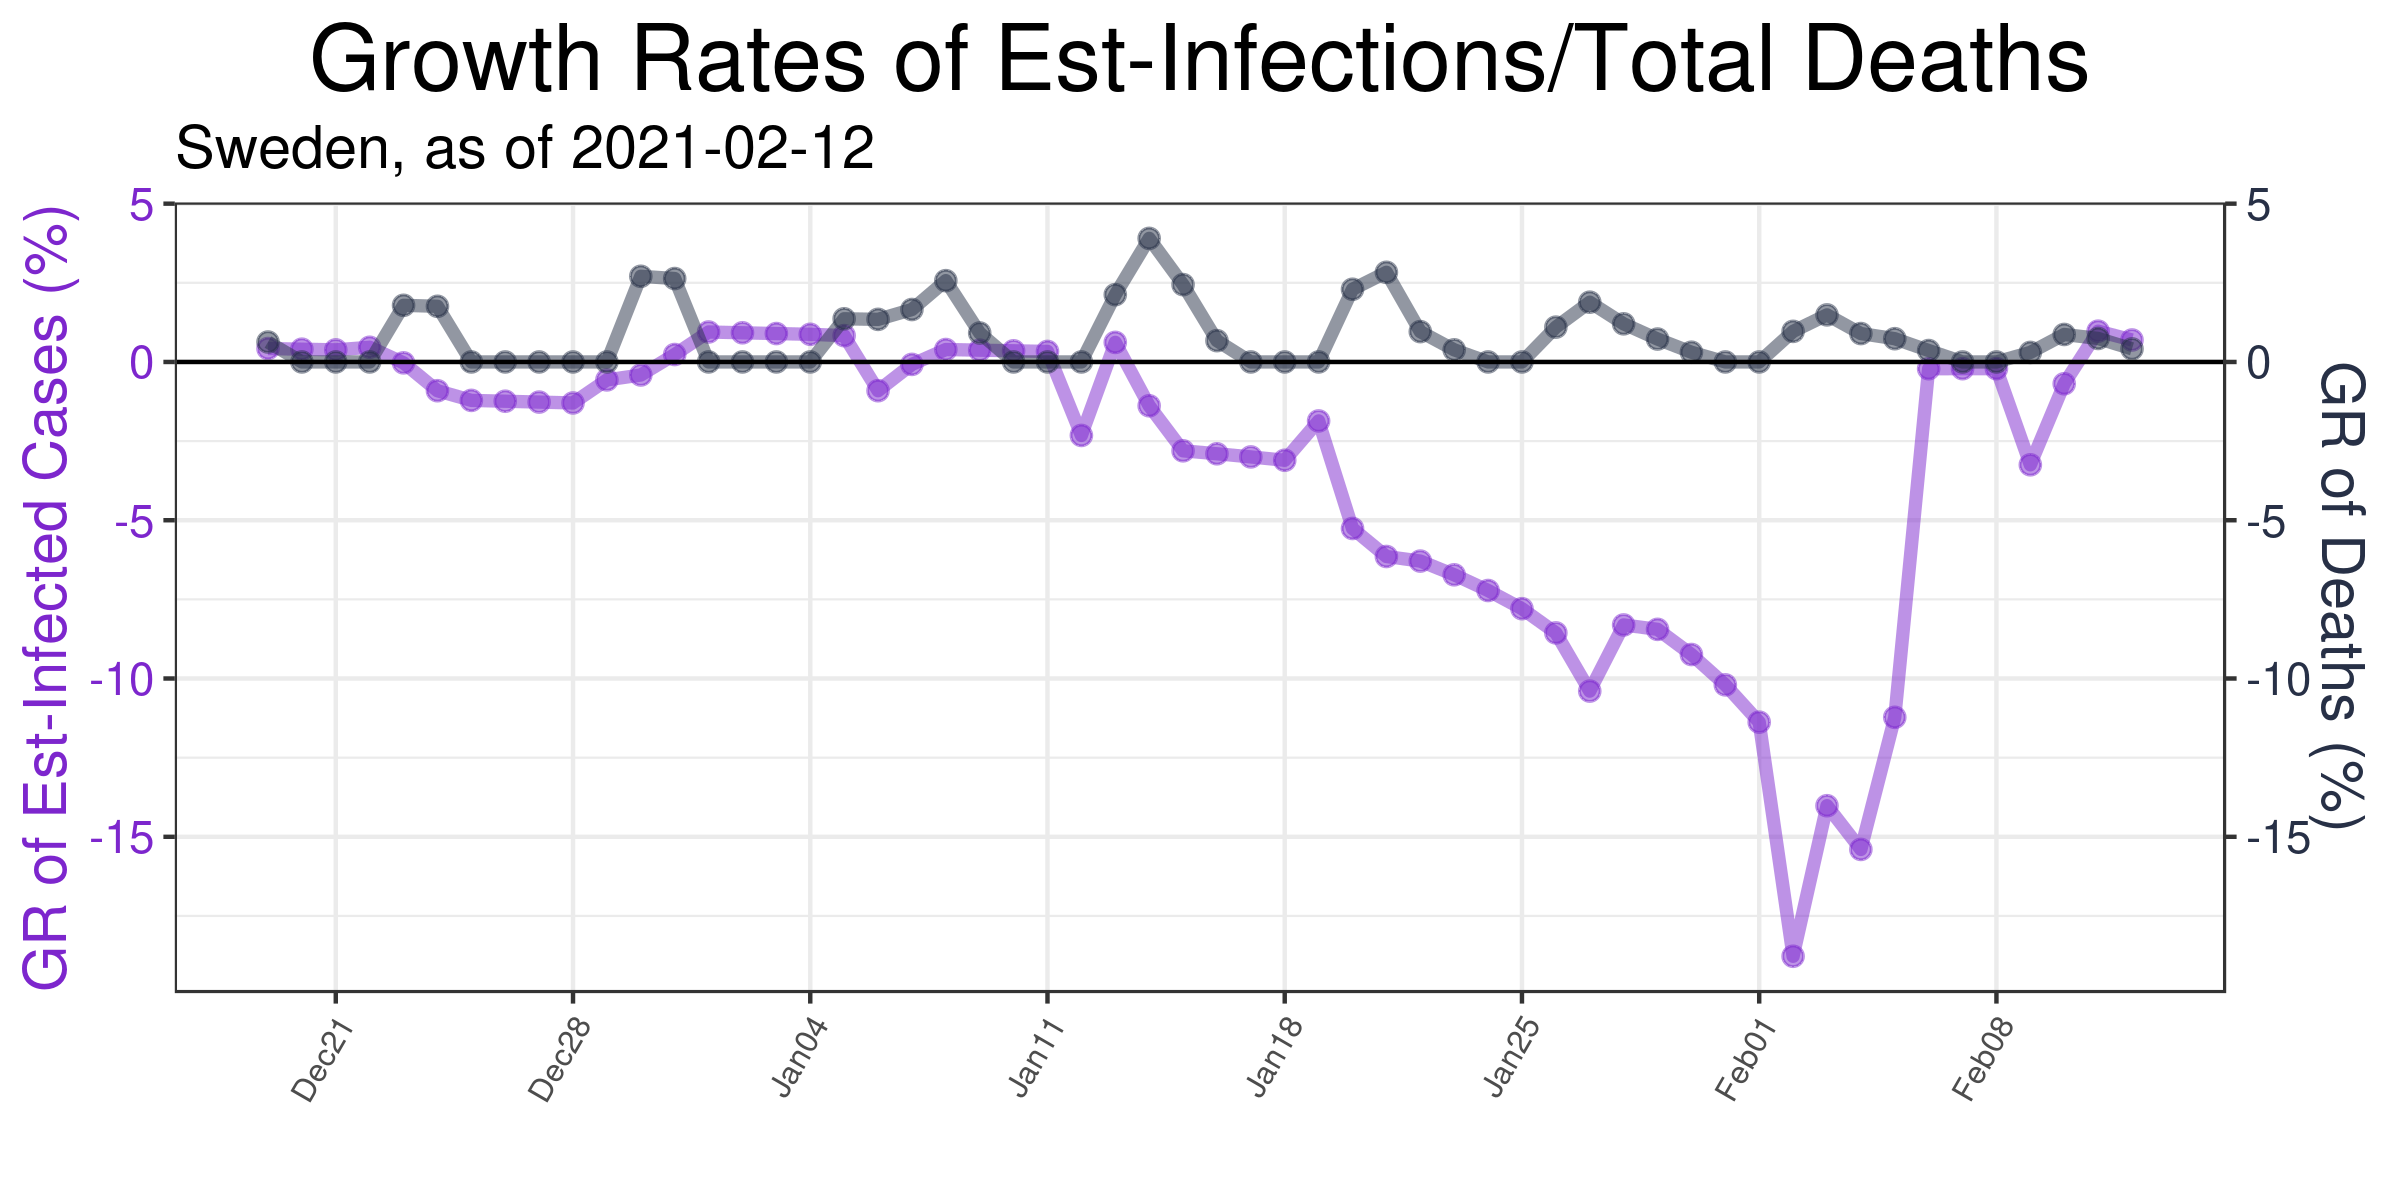 Growth Rates of Est-Infections/Total Deaths
Sweden, as of 2021-02-12
GR of Est-Infected Cases (%)
5
0
-5
-10
-15
5
0
-5
-10
-15
GR of Deaths (%)
Dec21
Dec28
Jan04
Jan11
Jan18
Jan25
Feb01
Feb08